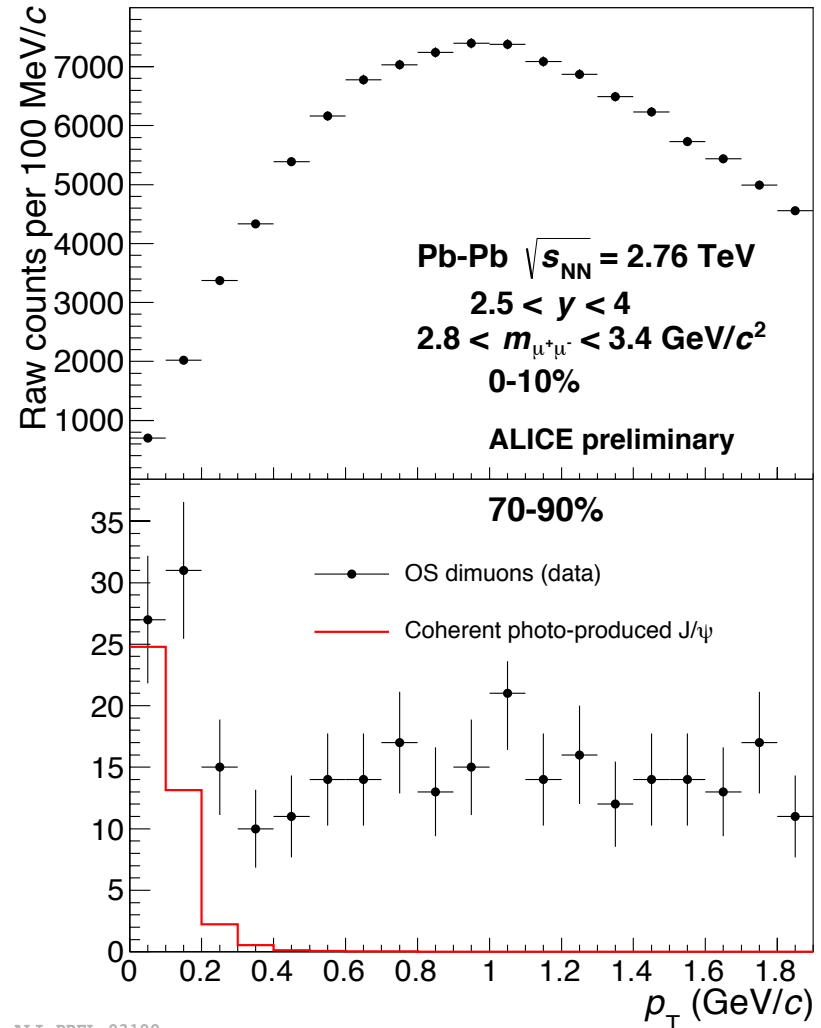 Raw counts per 100 MeV/c
7000
6000
5000
4000
3000
2000
1000
Pb-Pb √sNN = 2.76 TeV
2.5 < y < 4
2.8 < mμ+μ- < 3.4 GeV/c2
0-10%
ALICE preliminary
70-90%
35
30
25
20
15
10
5
0
OS dimuons (data)
Coherent photo-produced J/ψ
0 0.2 0.4 0.6 0.8 1 1.2 1.4 1.6 1.8
pT (GeV/c)